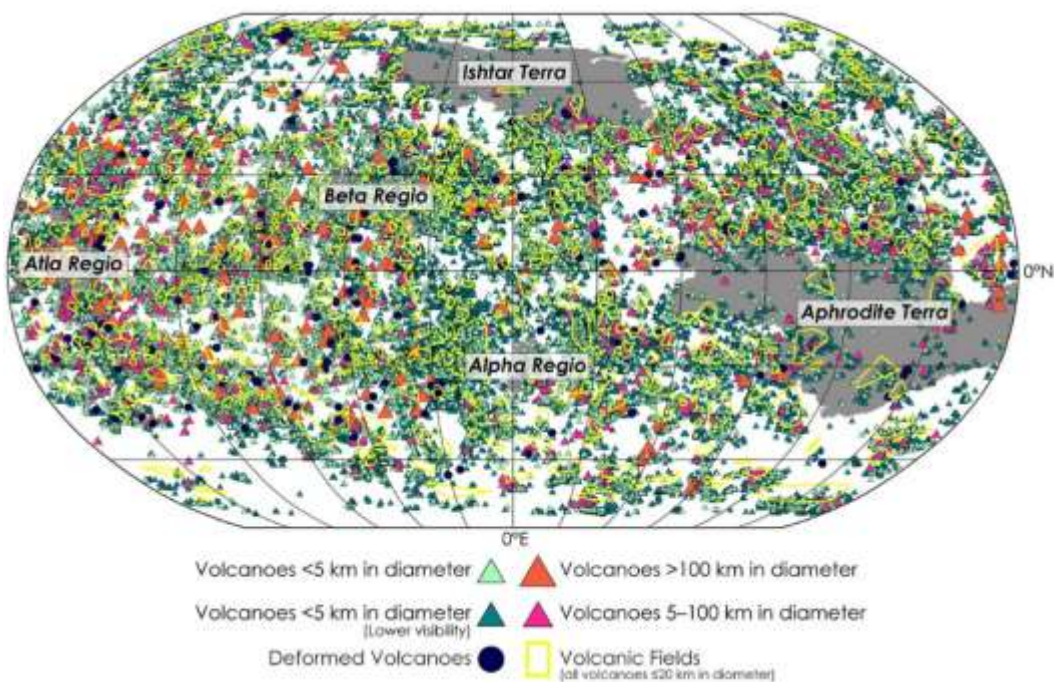 Ishtar Terra
Beta Regio
Atla Regio
0°N
Aphrodite Terra
Alpha Regio
0°E
Volcanoes <5 km in diameter
Volcanoes >100 km in diameter
Volcanoes <5 km in diameter
(Lower visibility)
Volcanoes 5–100 km in diameter
Deformed Volcanoes
Volcanic Fields
(all volcanoes ≤20 km in diameter)